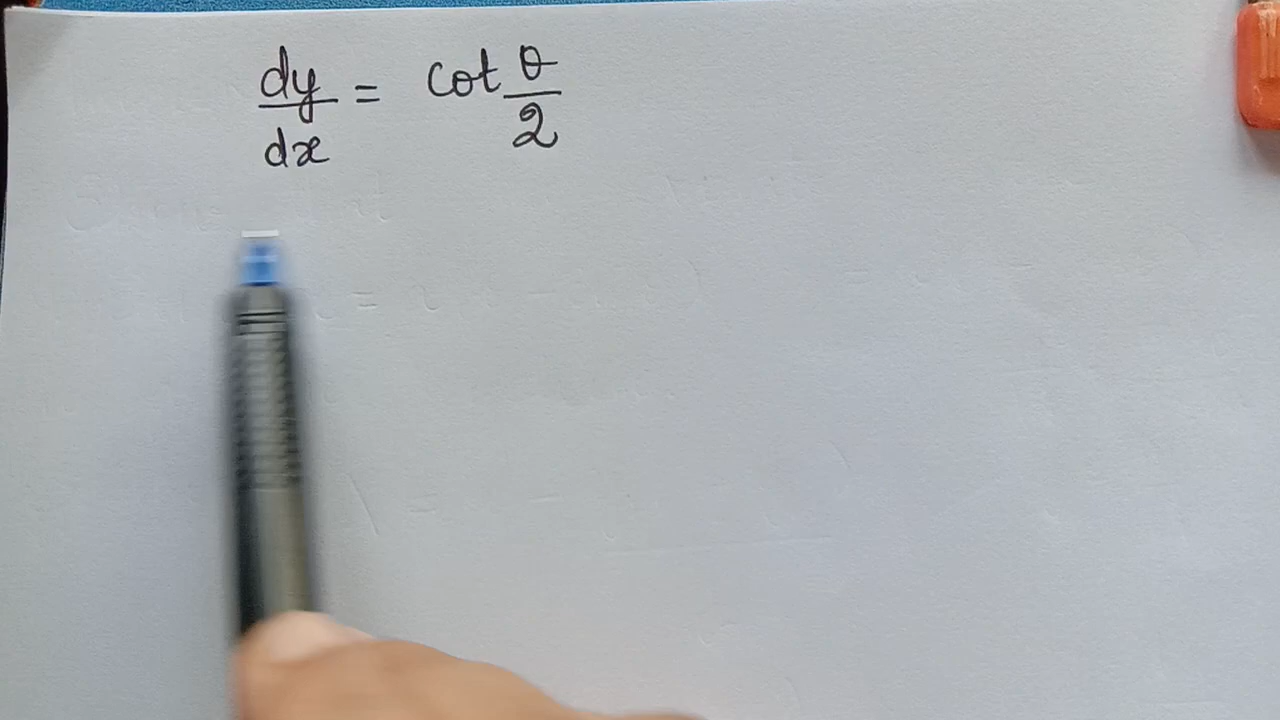 dy/dx = cot θ/2